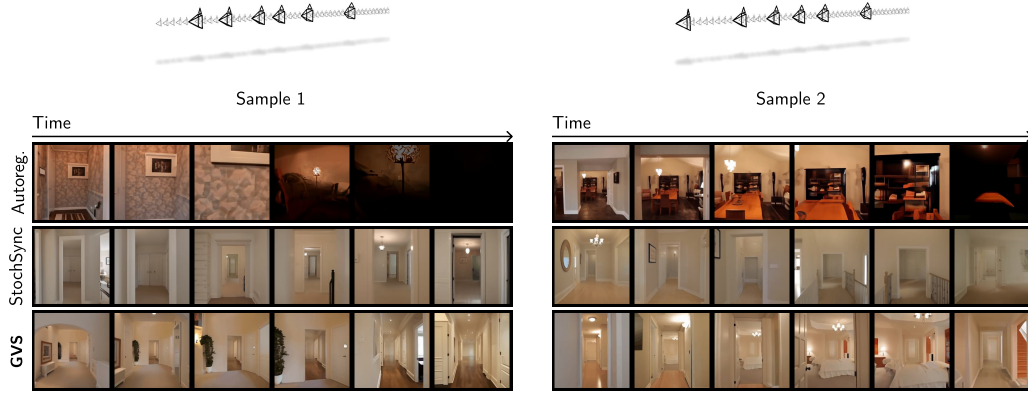 Sample 1
Time
Autoreg.
StochSync
GVS
Sample 2
Time